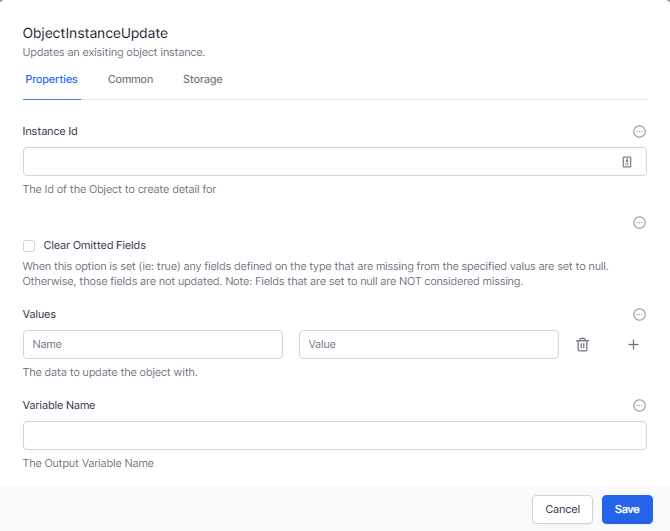 ObjectInstanceUpdate
Updates an exisiting object instance.
Properties Common Storage
Instance Id
The Id of the Object to create detail for
Clear Omitted Fields
When this option is set (ie: true) any fields defined on the type that are missing from the specified valus are set to null.
Otherwise, those fields are not updated. Note: Fields that are set to null are NOT considered missing.
Values
Name Value
The data to update the object with.
Variable Name
The Output Variable Name
Cancel Save